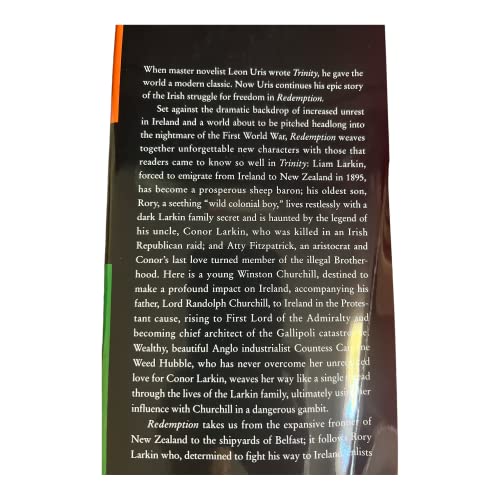 When master novelist Leon Uris wrote Trinity, he gave the
world a modern classic. Now Uris continues his epic story
of the Irish struggle for freedom in Redemption.
Set against the dramatic backdrop of increased unrest
in Ireland and a world about to be pitched headlong into
the nightmare of the First World War, Redemption weaves
together unforgettable new characters with those that
readers came to know so well in Trinity: Liam Larkin,
forced to emigrate from Ireland to New Zealand in 1895,
has become a prosperous sheep baron; his oldest son,
Rory, a seething “wild colonial boy,” lives restlessly with a
dark Larkin family secret and is haunted by the legend of
his uncle, Conor Larkin, who was killed in an Irish
Republican raid; and Atty Fitzpatrick, an aristocrat and
Conor's last love turned member of the illegal Brother-
hood. Here is a young Winston Churchill, destined to
make a profound impact on Ireland, accompanying his
father, Lord Randolph Churchill, to Ireland in the Protes-
tant cause, rising to First Lord of the Admiralty and
becoming chief architect of the Gallipoli catastrophe.
Wealthy, beautiful Anglo industrialist Countess Caroline
Weed Hubble, who has never overcome her unrequited
love for Conor Larkin, weaves her way like a single thread
through the lives of the Larkin family, ultimately using her
influence with Churchill in a dangerous gambit.
Redemption takes us from the expansive frontier of
New Zealand to the shipyards of Belfast; it follows Rory
Larkin who, determined to fight his way to Ireland, enlists